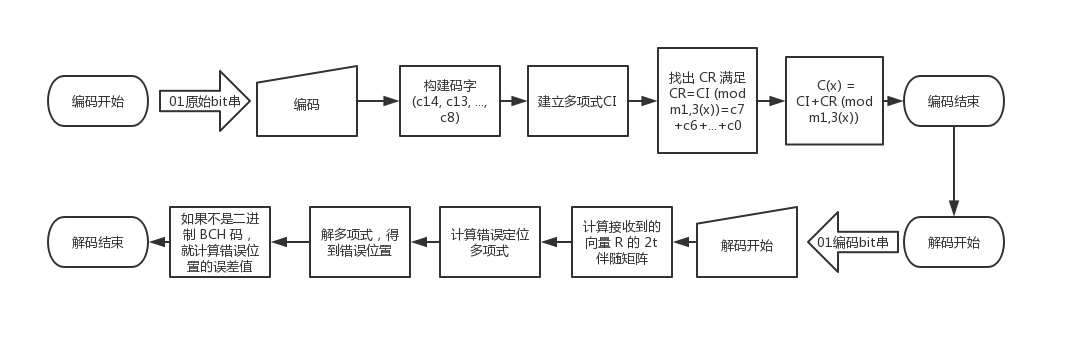 编码开始
01原始bit串
编码
构建码字
(c14, c13, ...,
c8)
建立多项式CI
找出 CR 满足
CR=CI (mod
m1,3(x))=c7
+c6+...+c0
C(x) =
CI+CR (mod
m1,3(x))
编码结束
解码结束
如果不是二进
制 BCH 码，
就计算错误位
置的误差值
解多项式，得
到错误位置
计算错误定位
多项式
计算接收到的
向量 R 的 2t
伴随矩阵
解码开始
01编码bit串
解码开始